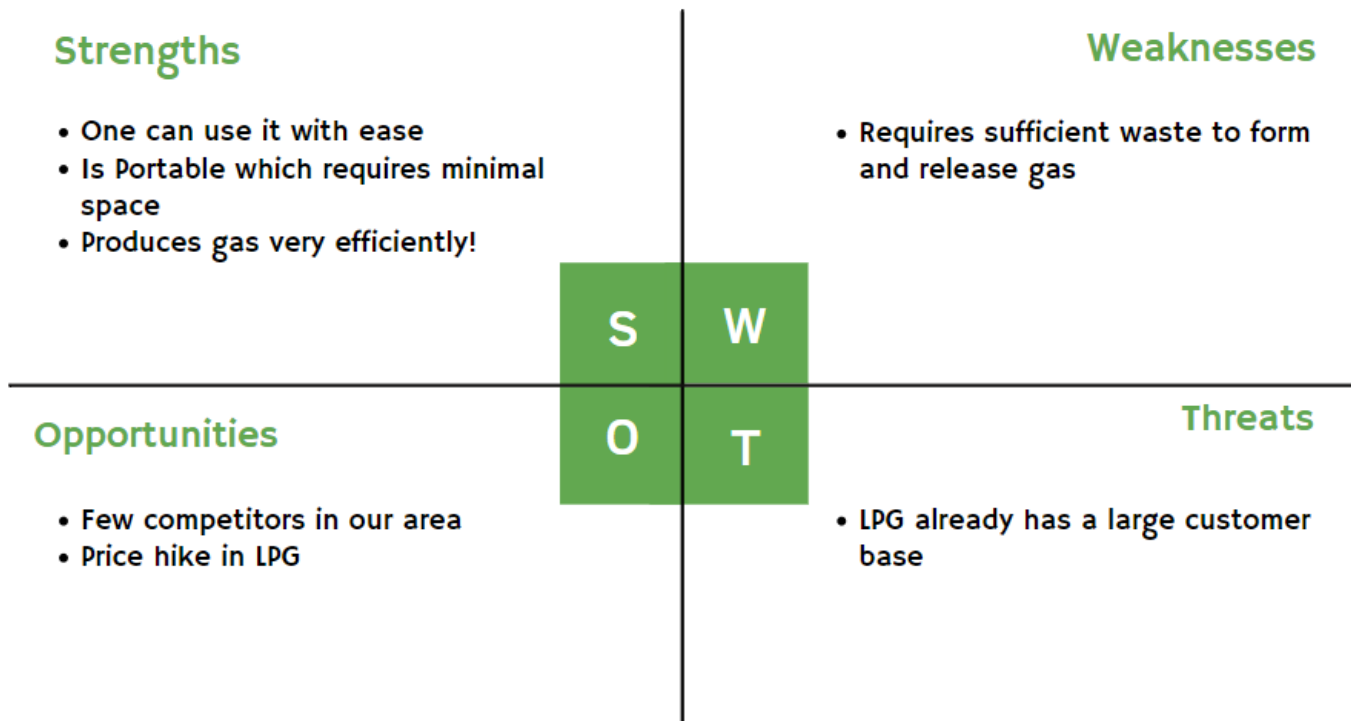 Strengths
• One can use it with ease
• Is Portable which requires minimal
space
• Produces gas very efficiently!
Weaknesses
• Requires sufficient waste to form
and release gas
S W
O T
Opportunities
• Few competitors in our area
• Price hike in LPG
Threats
• LPG already has a large customer
base